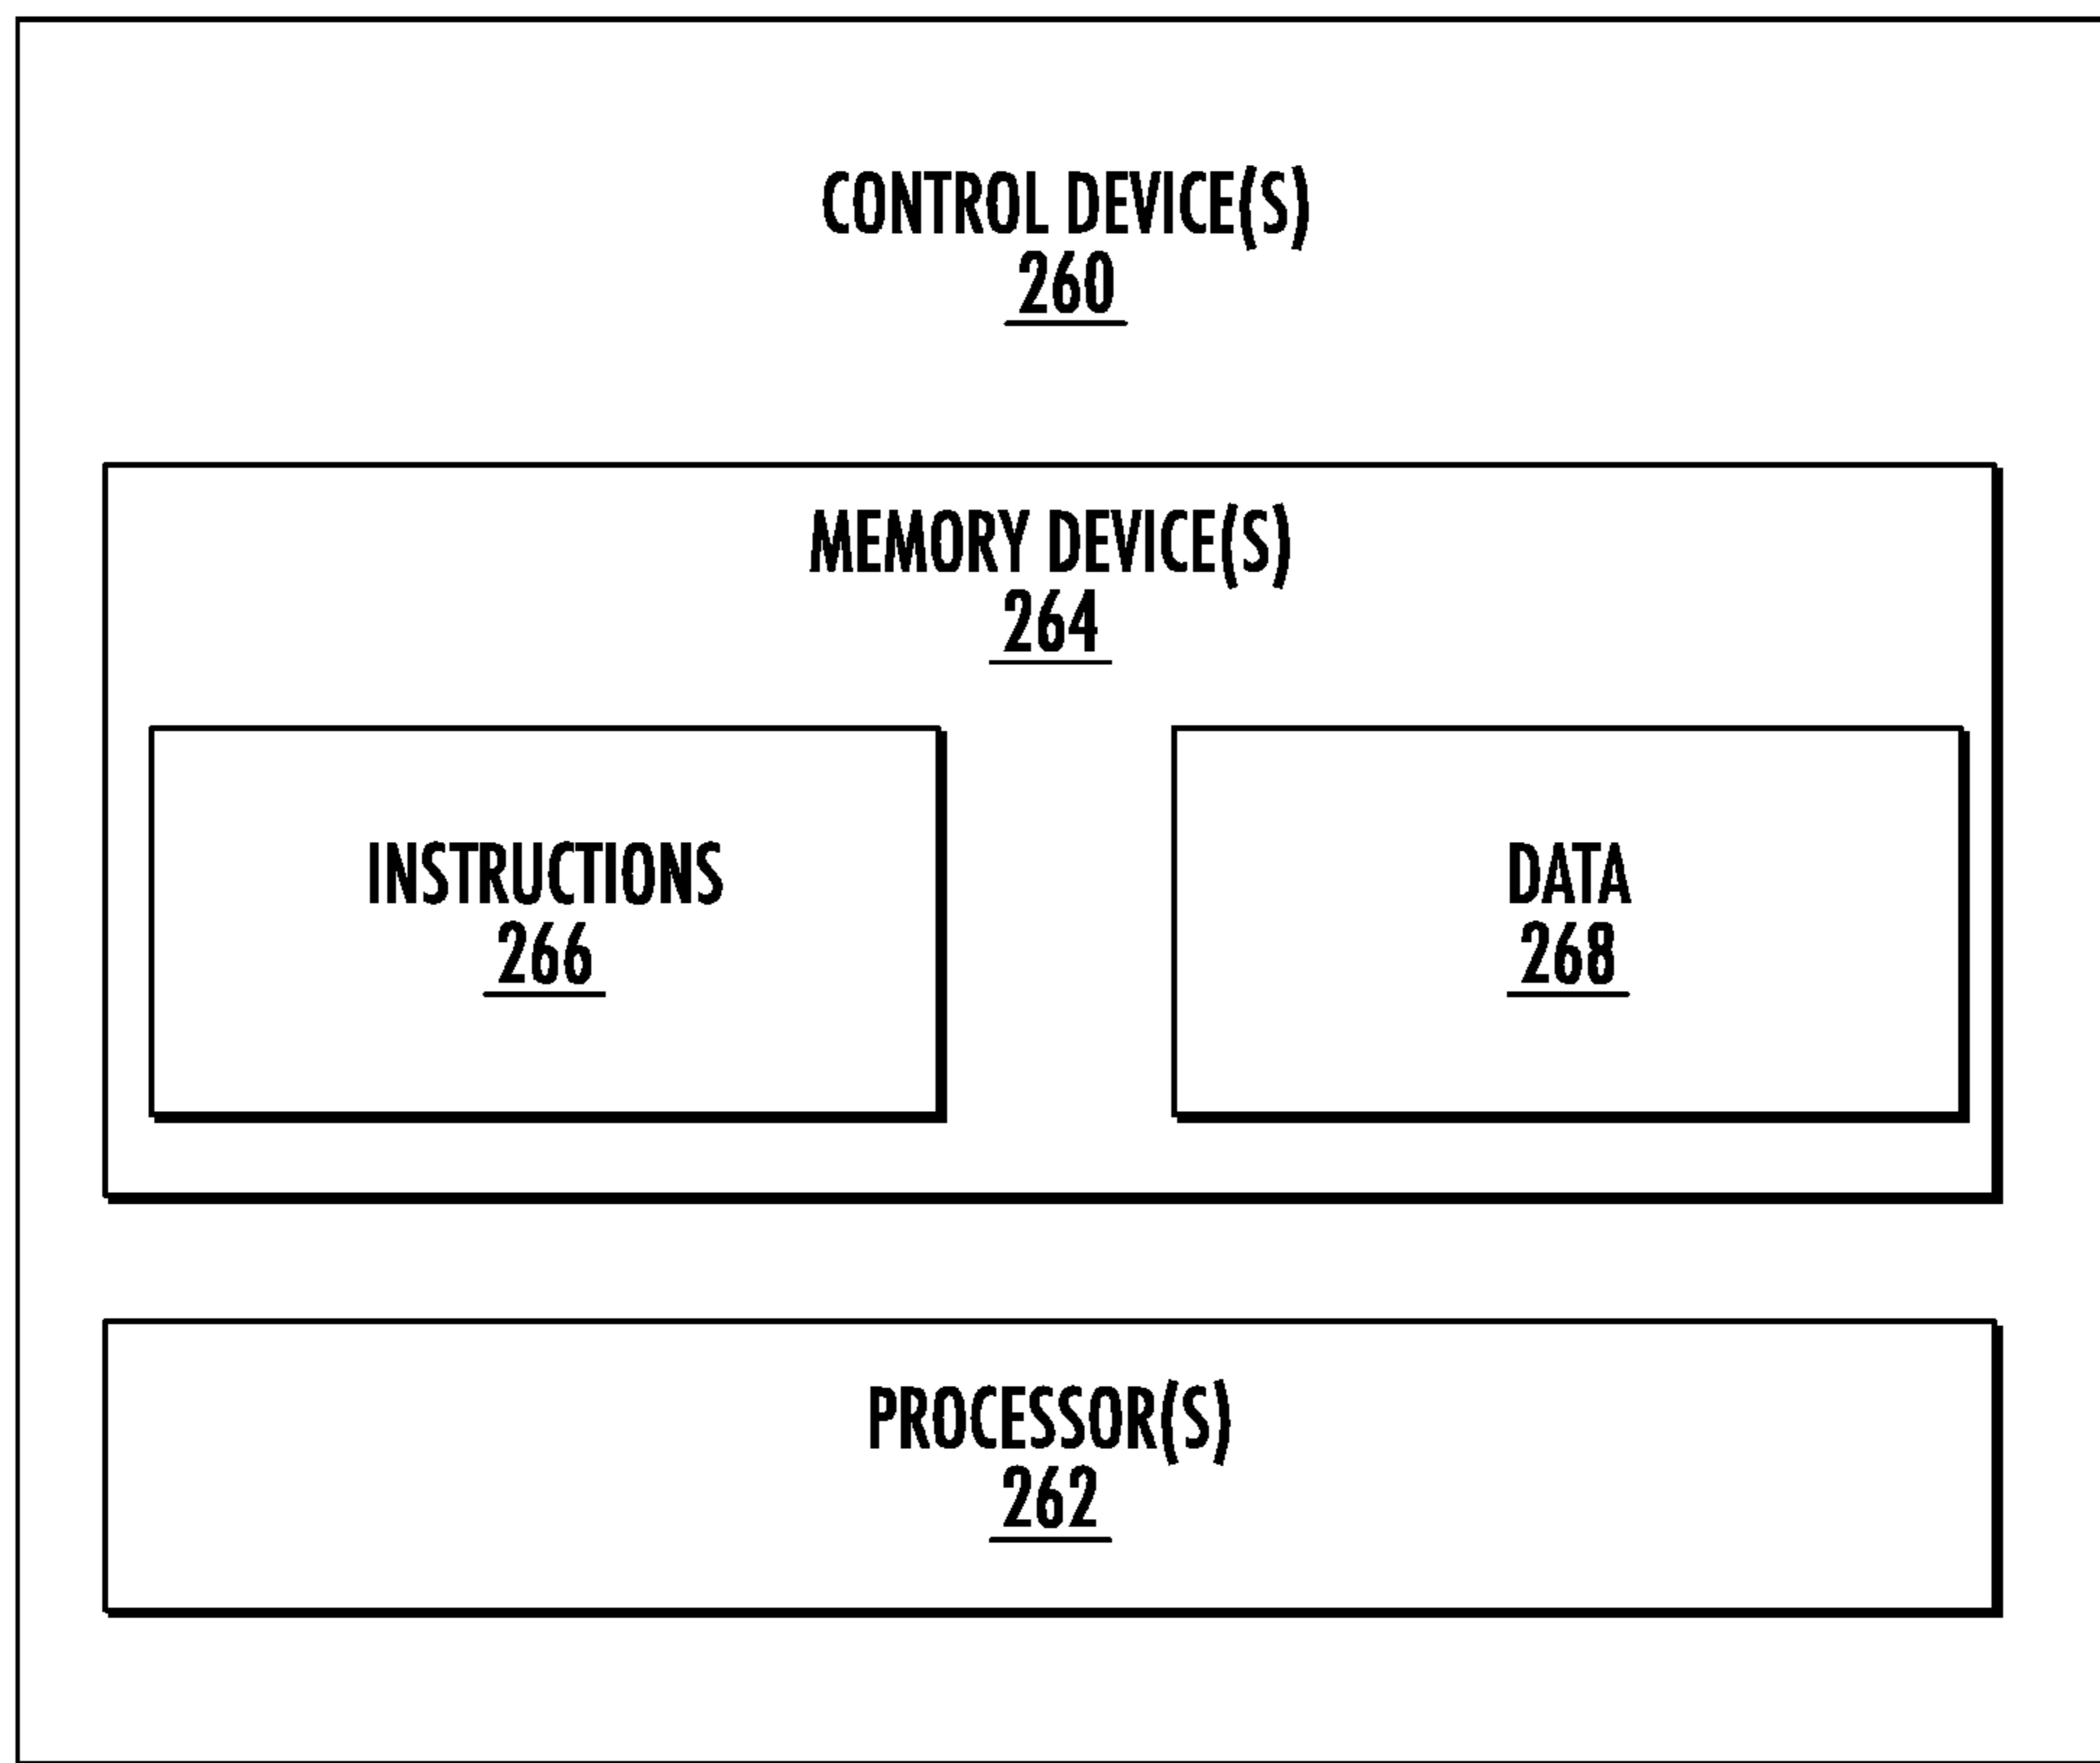 CONTROL DEVICE(S)
260
MEMORY DEVICE(S)
264
INSTRUCTIONS
266
DATA
268
PROCESSOR(S)
262